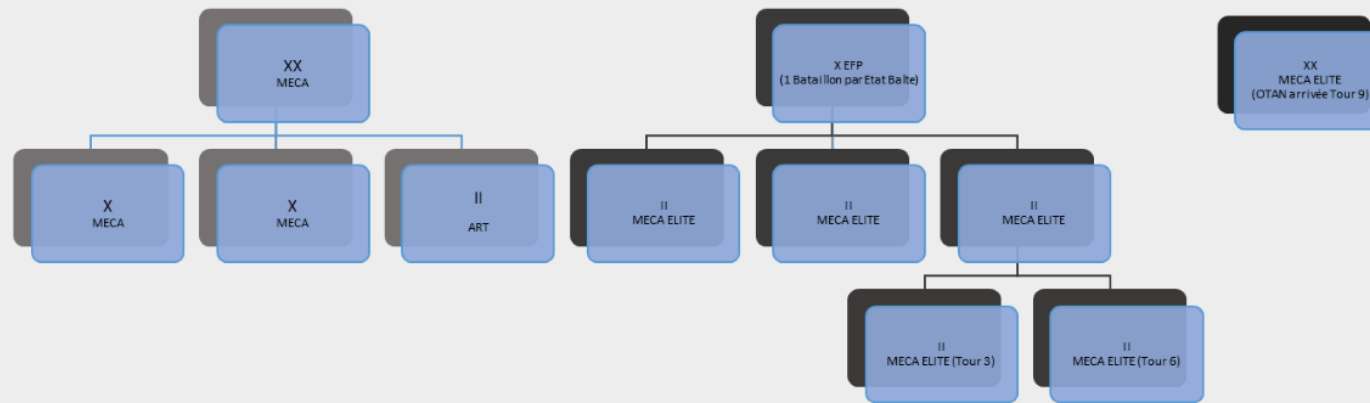 XX
MECA
X EFP
(1 Bataillon par Etat Balte)
XX
MECA ELITE
(OTAN arrivée Tour 9)
X
MECA
X
MECA
II
ART
II
MECA ELITE
II
MECA ELITE
II
MECA ELITE
II
MECA ELITE (Tour 3)
II
MECA ELITE (Tour 6)